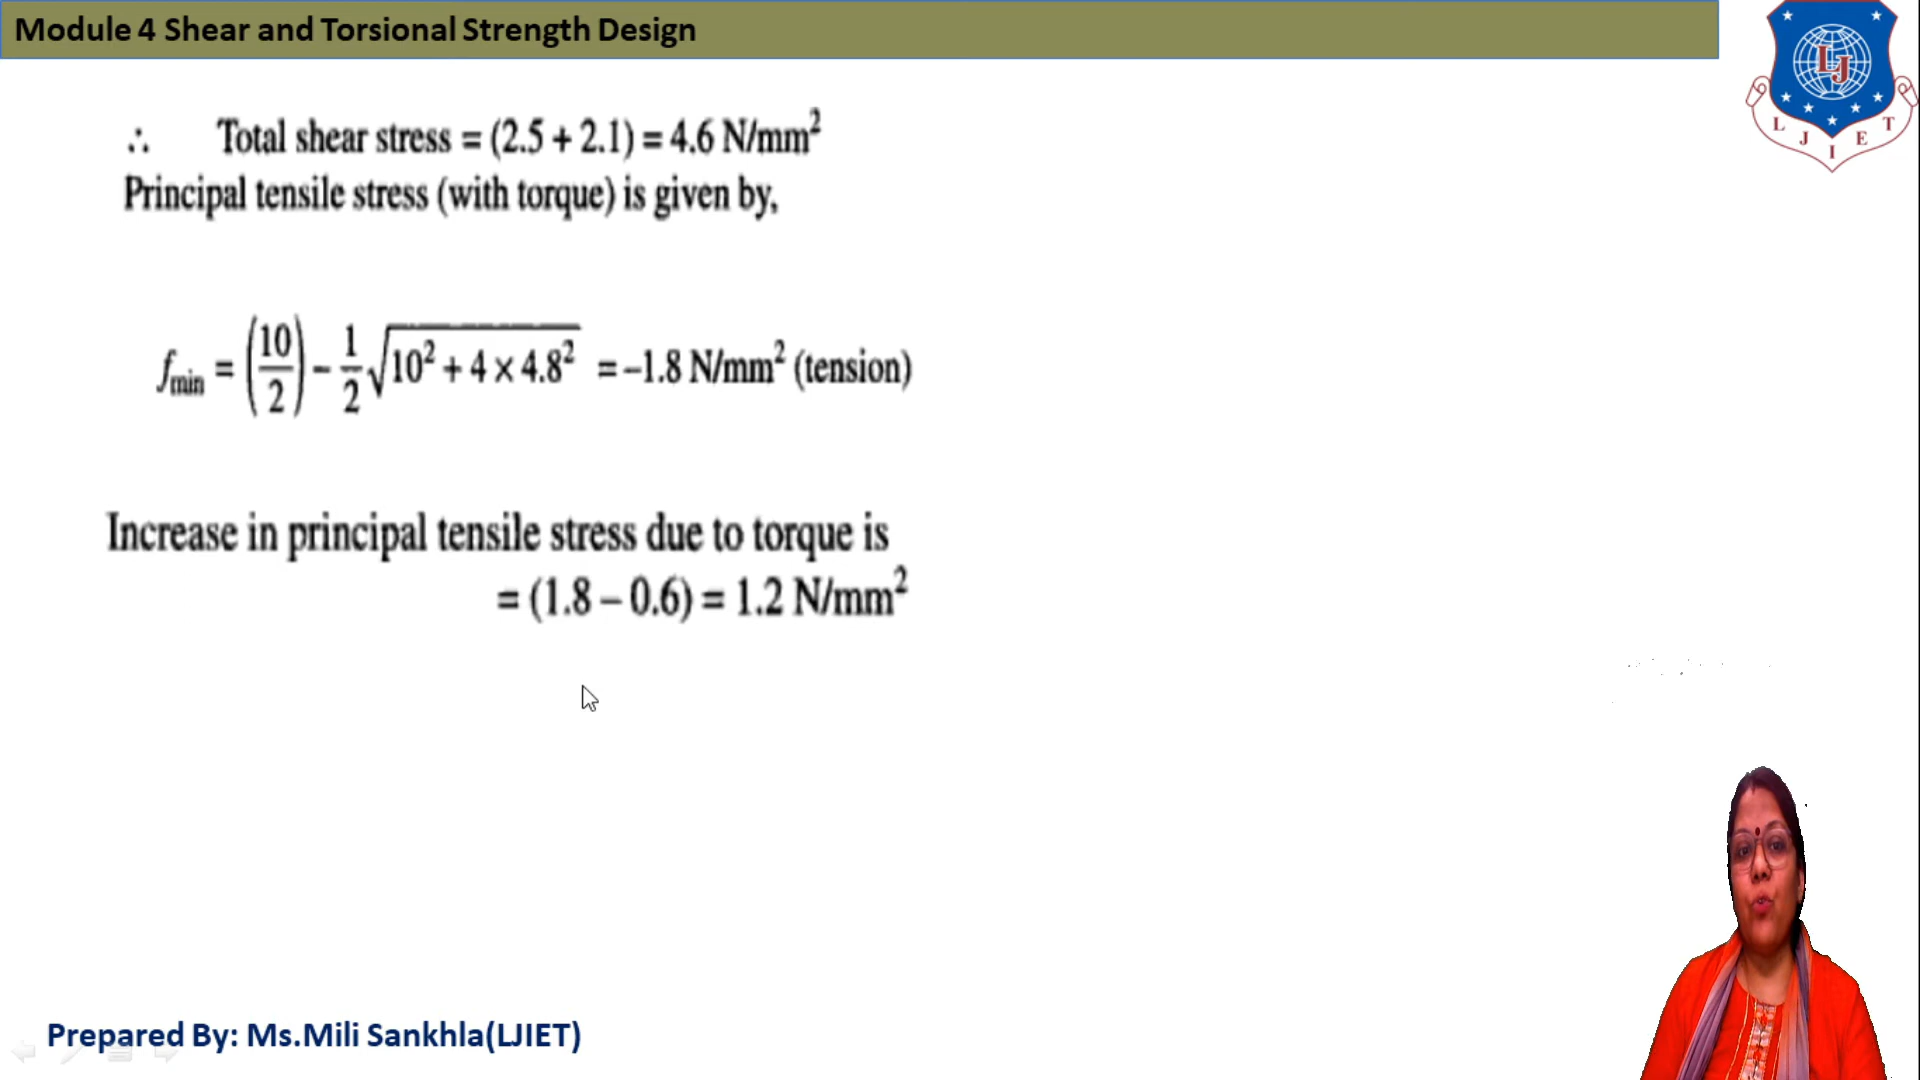 Module 4 Shear and Torsional Strength Design
L J I E T
LJ
∴ Total shear stress = (2.5 + 2.1) = 4.6 N/mm²
Principal tensile stress (with torque) is given by,
f_min = (10/2) − 1/2 √(10² + 4 × 4.8²) = −1.8 N/mm² (tension)
Increase in principal tensile stress due to torque is
= (1.8 − 0.6) = 1.2 N/mm²
Prepared By: Ms.Mili Sankhla(LJIET)